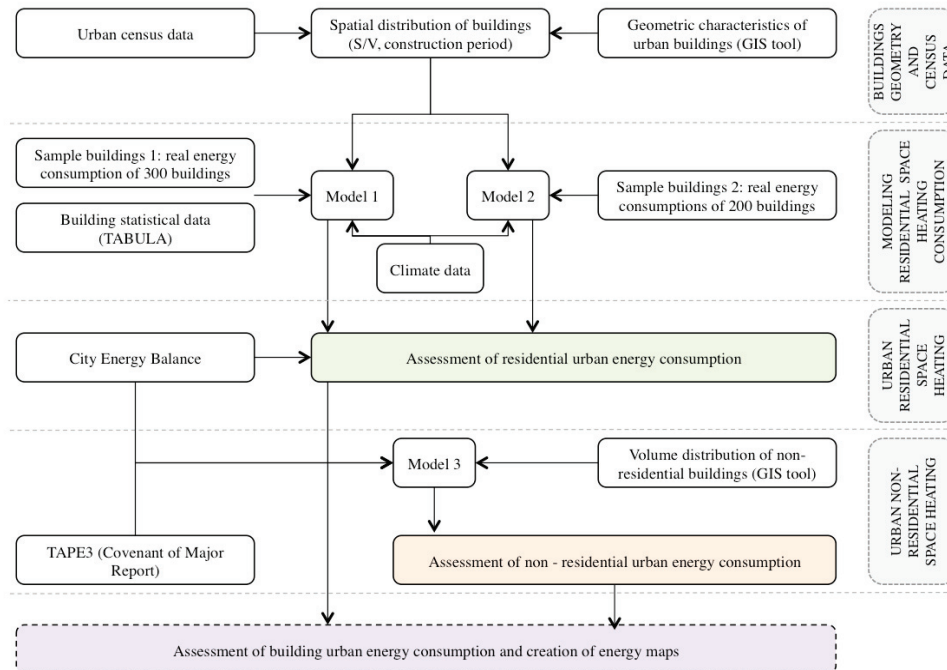 Urban census data
Spatial distribution of buildings
(S/V, construction period)
Geometric characteristics of
urban buildings (GIS tool)
BUILDINGS
GEOMETRY
AND
CENSUS
DATA
Sample buildings 1: real energy
consumption of 300 buildings
Building statistical data
(TABULA)
Model 1
Model 2
Sample buildings 2: real energy
consumptions of 200 buildings
Climate data
MODELING
RESIDENTIAL SPACE
HEATING
CONSUMPTION
City Energy Balance
Assessment of residential urban energy consumption
URBAN
RESIDENTIAL
SPACE
HEATING
Model 3
Volume distribution of non-
residential buildings (GIS tool)
TAPE3 (Covenant of Major
Report)
Assessment of non - residential urban energy consumption
URBAN NON-
RESIDENTIAL
SPACE HEATING
Assessment of building urban energy consumption and creation of energy maps